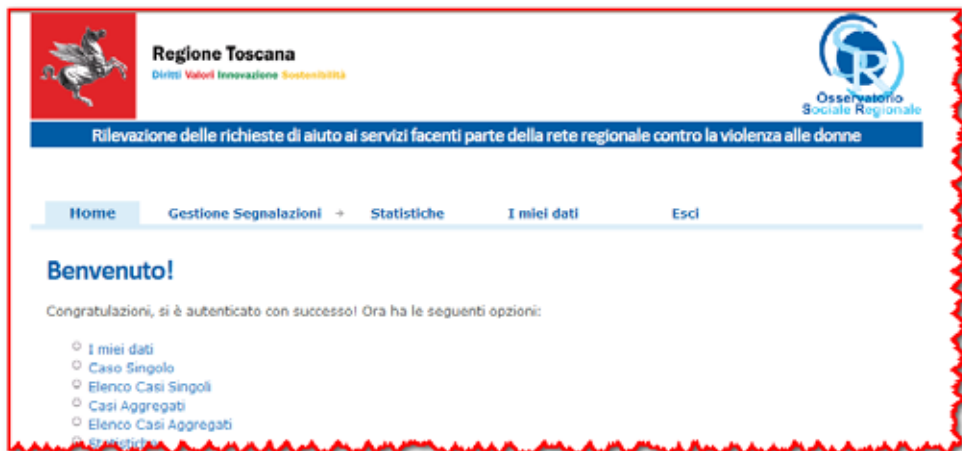 Regione Toscana
Diritti Valori Innovazione Sostenibilità
Osservatorio
Sociale Regionale
Rilevazione delle richieste di aiuto ai servizi facenti parte della rete regionale contro la violenza alle donne
Home Gestione Segnalazioni → Statistiche I miei dati Esci
Benvenuto!
Congratulazioni, si è autenticato con successo! Ora ha le seguenti opzioni:
I miei dati
Caso Singolo
Elenco Casi Singoli
Casi Aggregati
Elenco Casi Aggregati
Statistiche